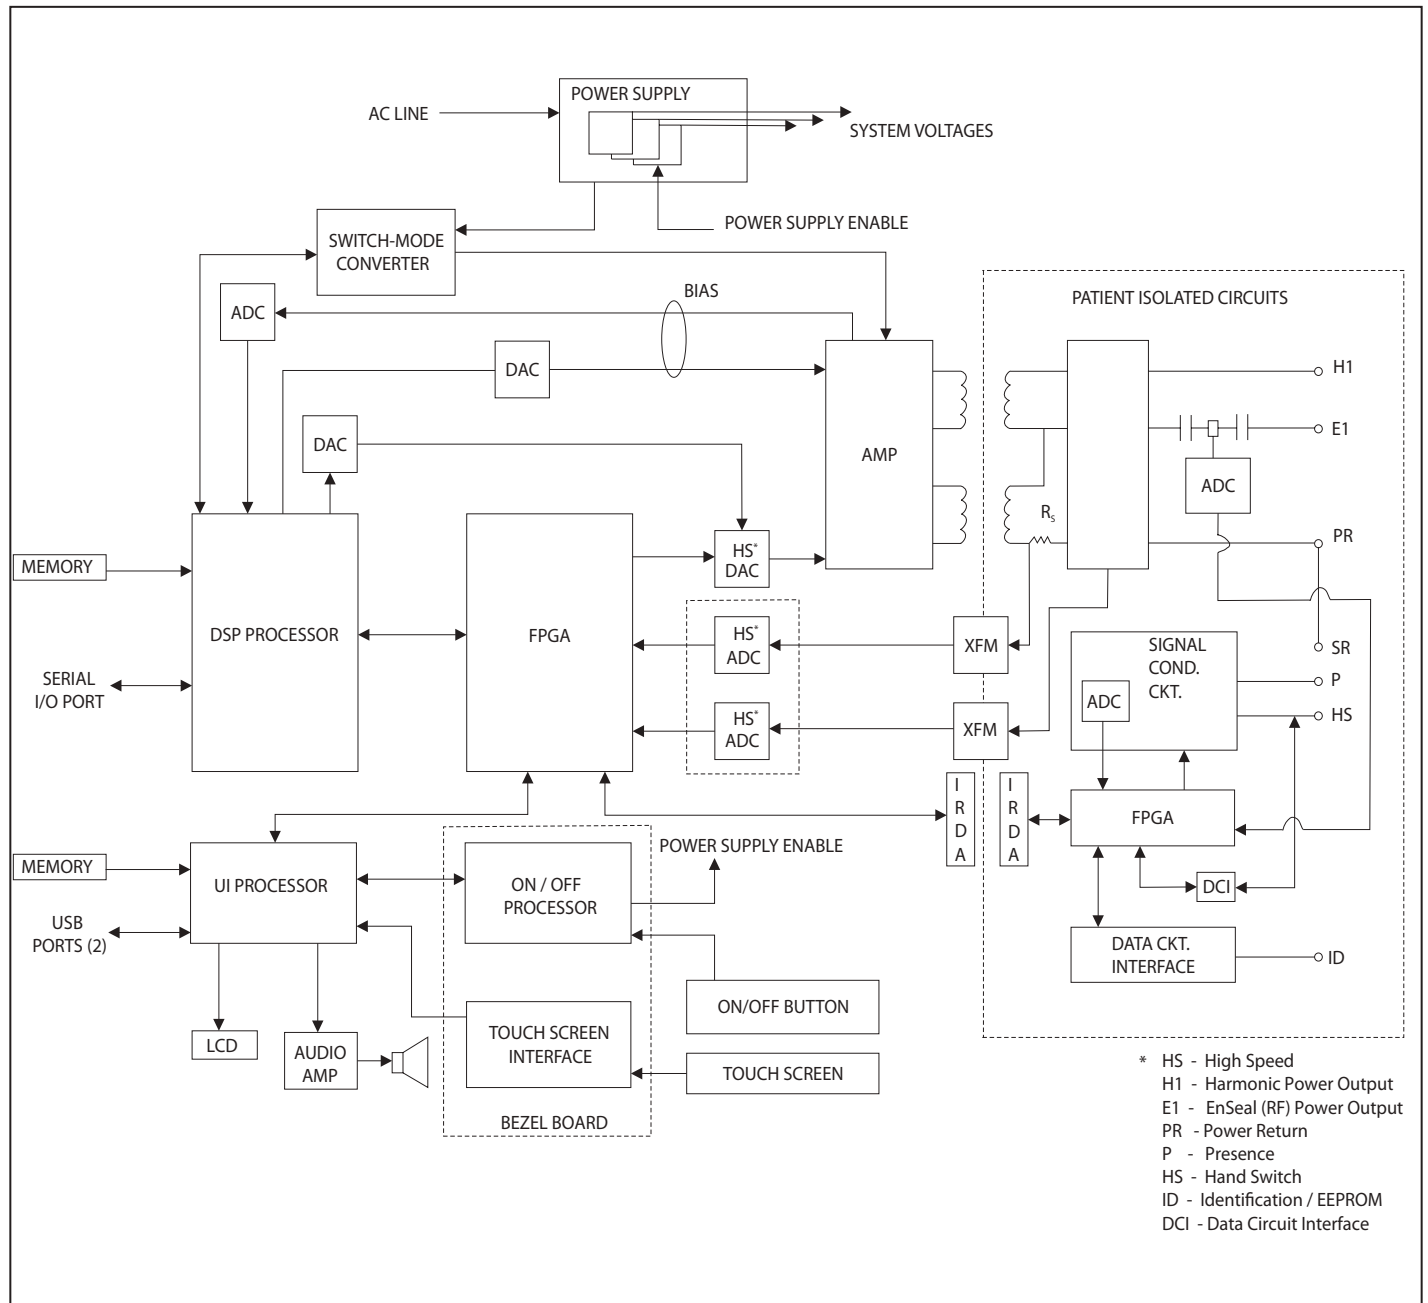 POWER SUPPLY
AC LINE
SYSTEM VOLTAGES
POWER SUPPLY ENABLE
SWITCH-MODE
CONVERTER
ADC
BIAS
DAC
DAC
AMP
PATIENT ISOLATED CIRCUITS
H1
E1
ADC
Rs
PR
MEMORY
DSP PROCESSOR
SERIAL
I/O PORT
FPGA
HS*
DAC
HS*
ADC
HS*
ADC
XFM
XFM
SIGNAL
COND.
CKT.
ADC
SR
P
HS
I
R
D
A
I
R
D
A
FPGA
DCI
DATA CKT.
INTERFACE
ID
MEMORY
UI PROCESSOR
USB
PORTS (2)
LCD
AUDIO
AMP
ON / OFF
PROCESSOR
POWER SUPPLY ENABLE
TOUCH SCREEN
INTERFACE
BEZEL BOARD
ON/OFF BUTTON
TOUCH SCREEN
* HS - High Speed
H1 - Harmonic Power Output
E1 - EnSeal (RF) Power Output
PR - Power Return
P - Presence
HS - Hand Switch
ID - Identification / EEPROM
DCI - Data Circuit Interface